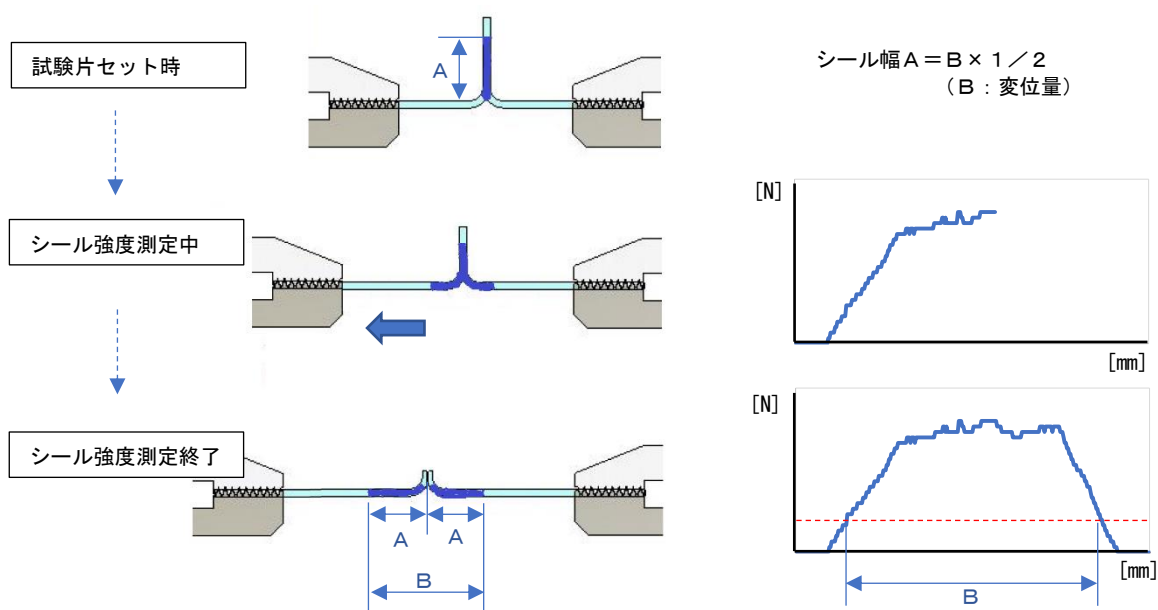 試験片セット時
A
シール幅A＝B×１／２
（B：変位量）
[N]
[mm]
シール強度測定中
[N]
[mm]
B
シール強度測定終了
A
A
B